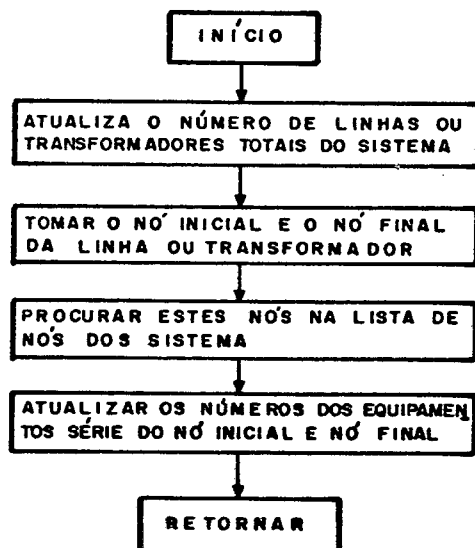 INÍCIO
ATUALIZA O NÚMERO DE LINHAS OU
TRANSFORMADORES TOTAIS DO SISTEMA
TOMAR O NÓ INICIAL E O NÓ FINAL
DA LINHA OU TRANSFORMADOR
PROCURAR ESTES NÓS NA LISTA DE
NÓS DOS SISTEMA
ATUALIZAR OS NÚMEROS DOS EQUIPAMEN
TOS SÉRIE DO NÓ INICIAL E NÓ FINAL
RETORNAR